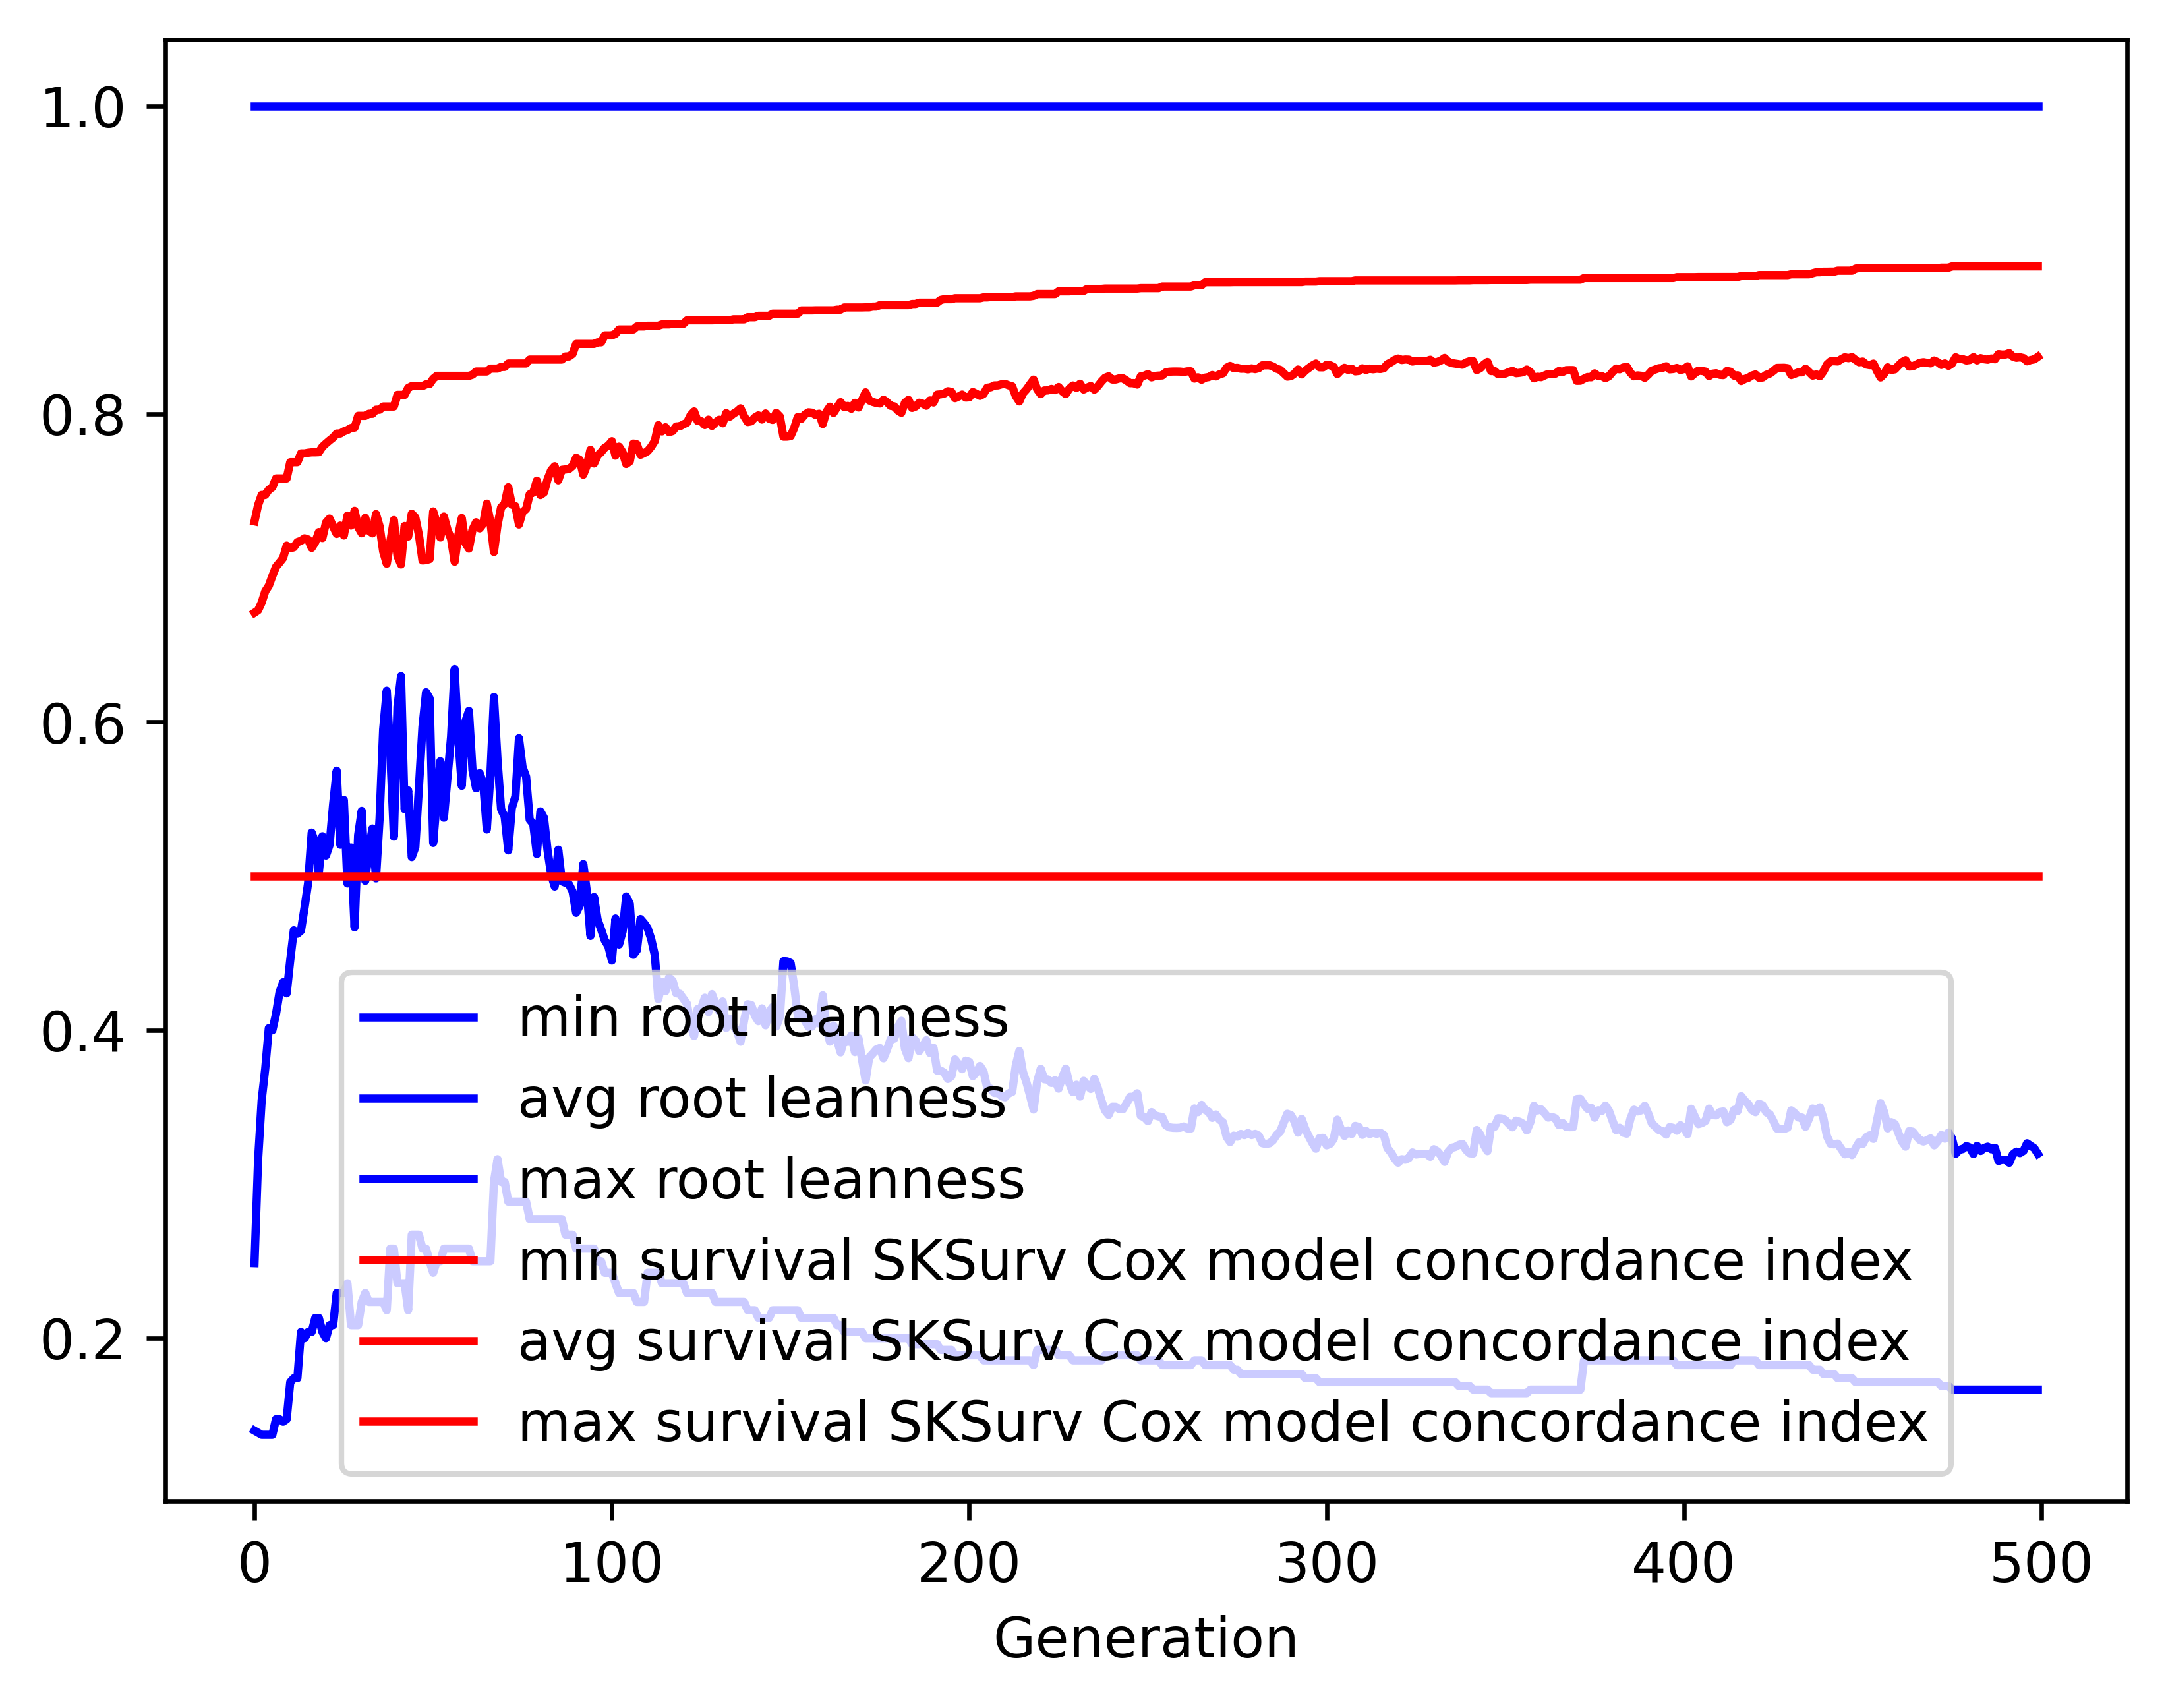 1.0
0.8
0.6
0.4
0.2
min root leanness
avg root leanness
max root leanness
min survival SKSurv Cox model concordance index
avg survival SKSurv Cox model concordance index
max survival SKSurv Cox model concordance index
0 100 200 300 400 500
Generation